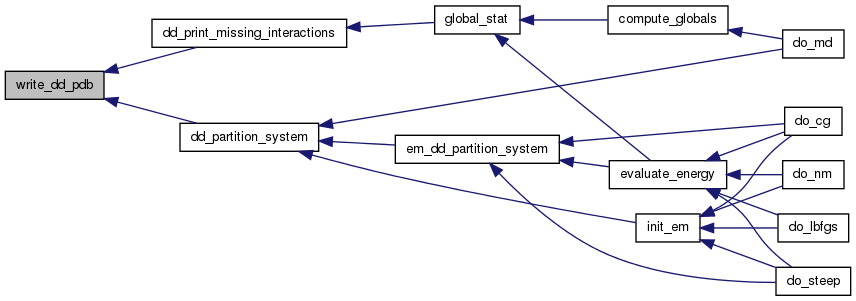 write_dd_pdb
dd_print_missing_interactions
dd_partition_system
global_stat
em_dd_partition_system
compute_globals
evaluate_energy
init_em
do_md
do_cg
do_nm
do_lbfgs
do_steep